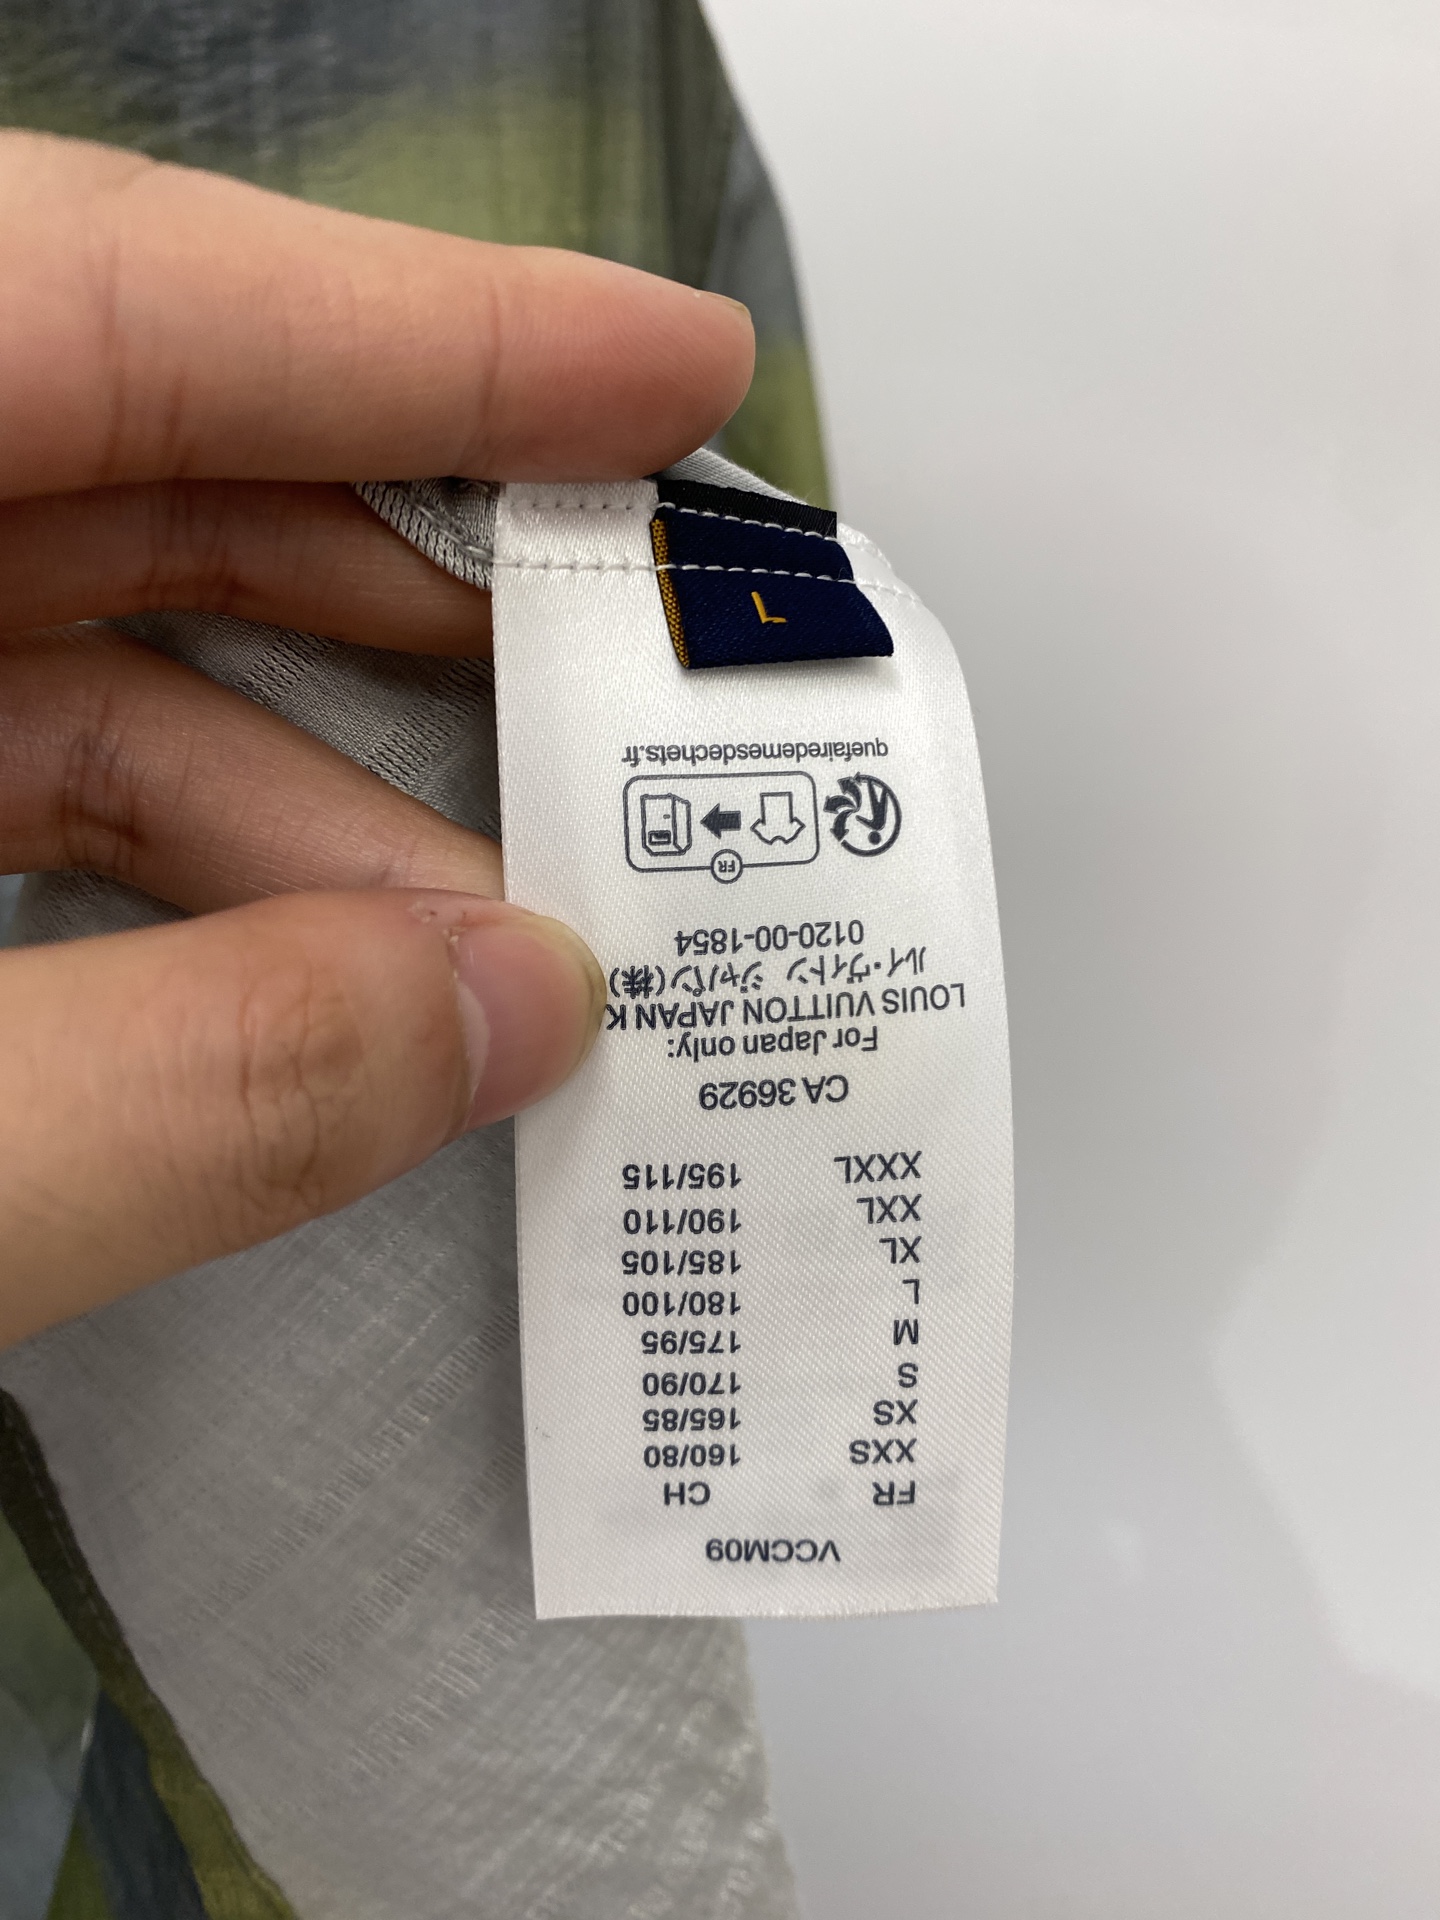 VCCM09
FR CH
XXS 160/80
XS 165/85
S 170/90
M 175/95
L 180/100
XL 185/105
XXL 190/110
XXXL 195/115
CA 36929
For Japan only:
LOUIS VUITTON JAPAN K
ルイ・ヴィトン ジャパン(株)
0120-00-1854
FR
quefairedemesdechets.fr
L